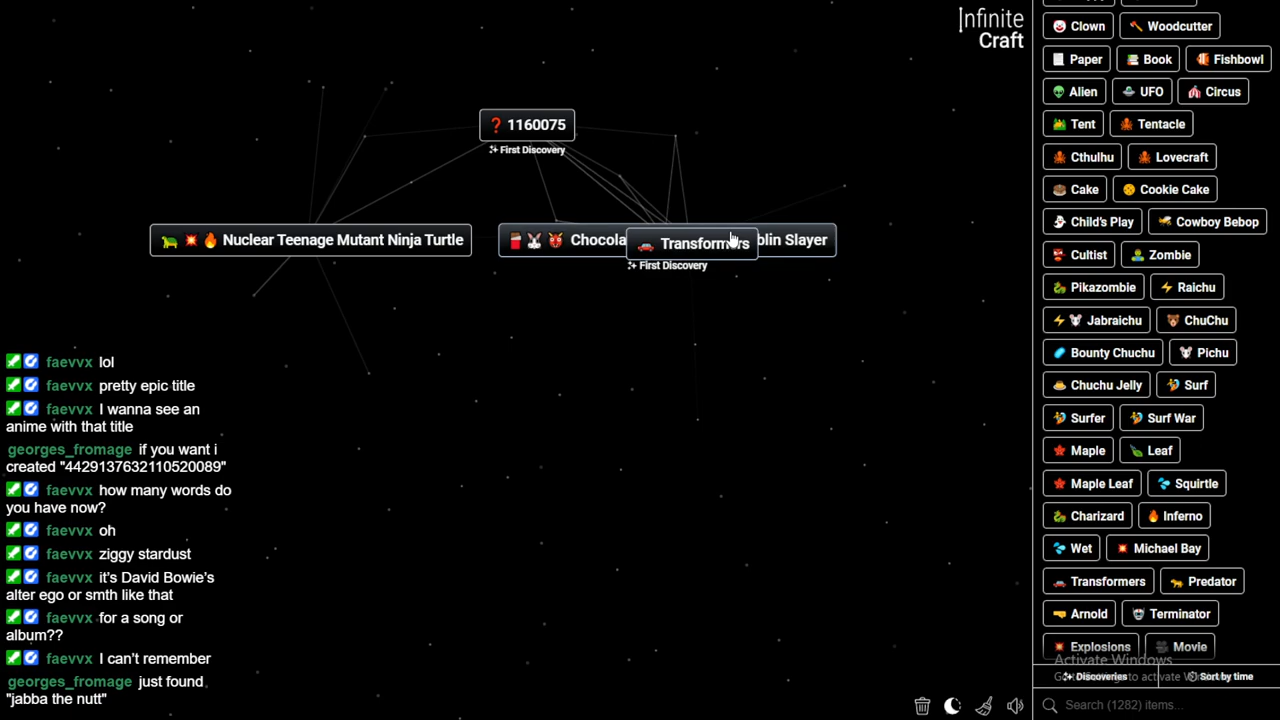 Infinite
Craft
❓ 1160075
✨ First Discovery
🐢 💥 🔥 Nuclear Teenage Mutant Ninja Turtle
🍫 🐰 👹 Chocola
blin Slayer
🚗 Transformers
✨ First Discovery
faevvx lol
faevvx pretty epic title
faevvx I wanna see an
anime with that title
georges_fromage if you want i
created "4429137632110520089"
faevvx how many words do
you have now?
faevvx oh
faevvx ziggy stardust
faevvx it's David Bowie's
alter ego or smth like that
faevvx for a song or
album??
faevvx I can't remember
georges_fromage just found
"jabba the nutt"
🤡 Clown 🪓 Woodcutter
📄 Paper 📚 Book 🐠 Fishbowl
👽 Alien 🛸 UFO 🎪 Circus
🏕️ Tent 🐙 Tentacle
🐙 Cthulhu 🐙 Lovecraft
🎂 Cake 🍪 Cookie Cake
👻 Child's Play 🚀 Cowboy Bebop
👺 Cultist 🧟 Zombie
🐉 Pikazombie ⚡ Raichu
⚡🐭 Jabraichu 🐻 ChuChu
Bounty Chuchu 🐭 Pichu
🍮 Chuchu Jelly 🏄 Surf
🏄 Surfer 🏄 Surf War
🍁 Maple 🍃 Leaf
🍁 Maple Leaf 💦 Squirtle
🐉 Charizard 🔥 Inferno
💦 Wet 💥 Michael Bay
🚗 Transformers 🐆 Predator
Arnold 💀 Terminator
💥 Explosions 🎥 Movie
Activate Windows
✨ Discoveries
Sort by time
Search (1282) items...